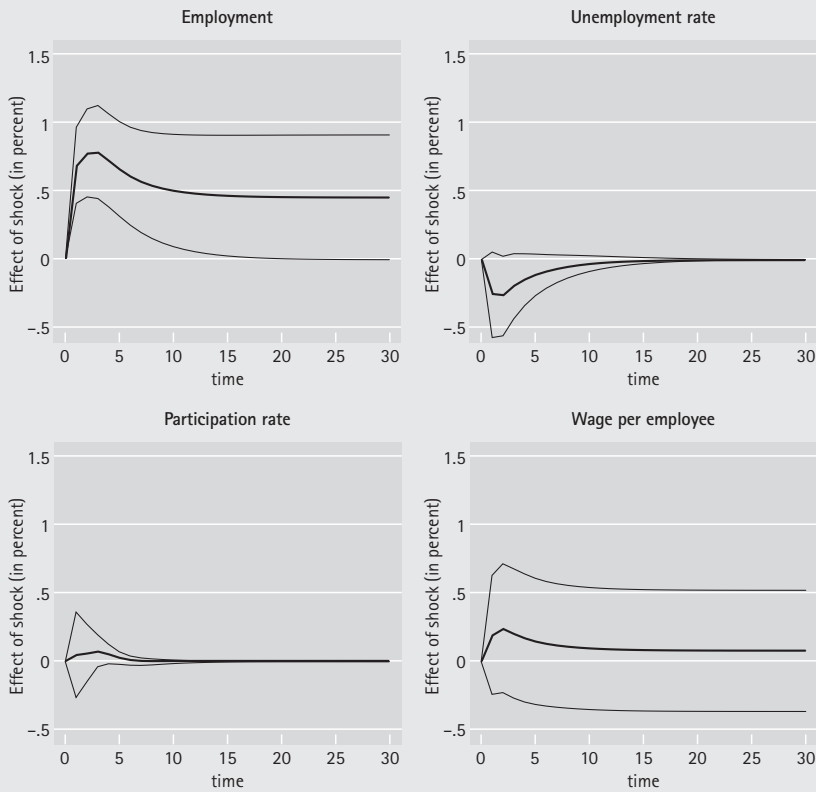 Employment
Effect of shock (in percent)
1.5
1
.5
0
–.5
0 5 10 15 20 25 30
time
Unemployment rate
Effect of shock (in percent)
1.5
1
.5
0
–.5
0 5 10 15 20 25 30
time
Participation rate
Effect of shock (in percent)
1.5
1
.5
0
–.5
0 5 10 15 20 25 30
time
Wage per employee
Effect of shock (in percent)
1.5
1
.5
0
–.5
0 5 10 15 20 25 30
time